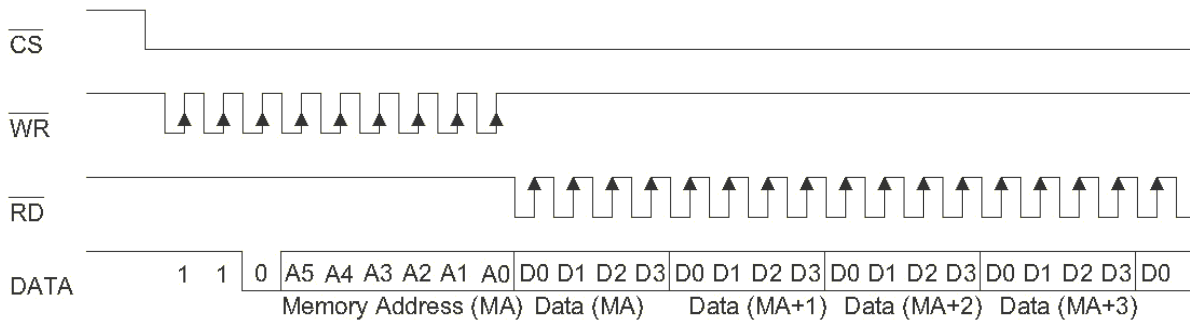 CS
WR
RD
DATA 1 1 0 A5 A4 A3 A2 A1 A0 D0 D1 D2 D3 D0 D1 D2 D3 D0 D1 D2 D3 D0 D1 D2 D3 D0
Memory Address (MA) Data (MA) Data (MA+1) Data (MA+2) Data (MA+3)